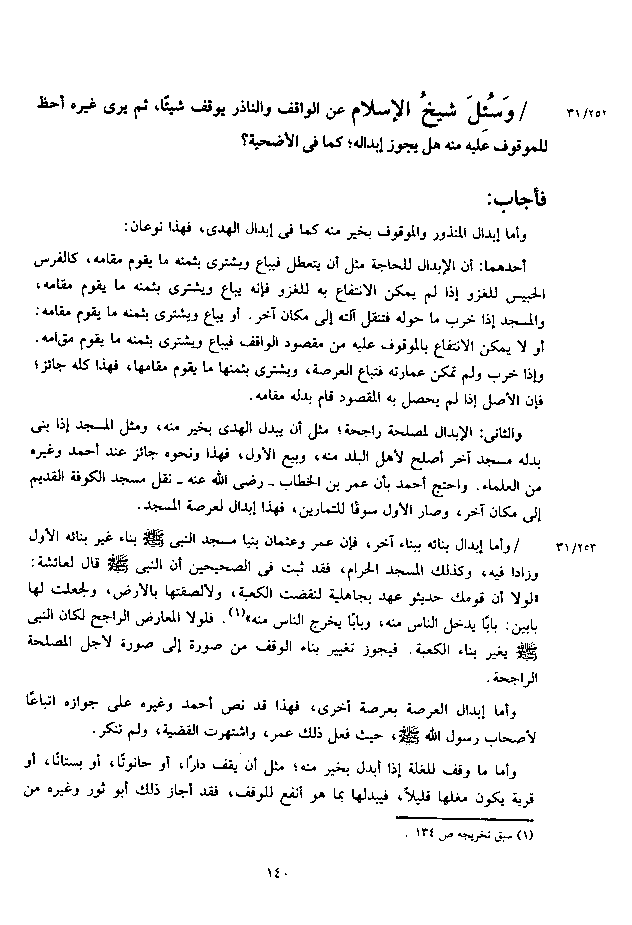 ٣١/٢٥٢ / وَسُئِلَ شيخُ الإسلام عن الواقف والناذر يوقف شيئًا، ثم يرى غيره أحظ
للموقوف عليه منه هل يجوز إبداله؛ كما فى الأضحية؟
فأجاب:
وأما إبدال المنذور والموقوف بخير منه كما فى إبدال الهدى، فهذا نوعان:
أحدهما: أن الإبدال للحاجة مثل أن يتعطل فيباع ويشترى بثمنه ما يقوم مقامه، كالفرس
الحبيس للغزو إذا لم يمكن الانتفاع به للغزو فإنه يباع ويشترى بثمنه ما يقوم مقامه،
والمسجد إذا خرب ما حوله فتنقل آلته إلى مكان آخر. أو يباع ويشترى بثمنه ما يقوم مقامه:
أو لا يمكن الانتفاع بالموقوف عليه من مقصود الواقف فيباع ويشترى بثمنه ما يقوم مقامه.
وإذا خرب ولم تمكن عمارته فتباع العرصة، ويشترى بثمنها ما يقوم مقامها، فهذا كله جائز؛
فإن الأصل إذا لم يحصل به المقصود قام بدله مقامه.
والثانى: الإبدال لمصلحة راجحة؛ مثل أن يبدل الهدى بخير منه، ومثل المسجد إذا بنى
بدله مسجد آخر أصلح لأهل البلد منه، وبيع الأول، فهذا ونحوه جائز عند أحمد وغيره
من العلماء. واحتج أحمد بأن عمر بن الخطاب ـ رضى الله عنه ـ نقل مسجد الكوفة القديم
إلى مكان آخر، وصار الأول سوقًا للتمارين، فهذا إبدال لعرصة المسجد.
٣١/٢٥٣ / وأما إبدال بنائه ببناء آخر، فإن عمر وعثمان بنيا مسجد النبى ﷺ بناء غير بنائه الأول
وزادا فيه، وكذلك المسجد الحرام، فقد ثبت فى الصحيحين أن النبى ﷺ قال لعائشة:
«لولا أن قومك حديثو عهد بجاهلية لنقضت الكعبة، ولألصقتها بالأرض، ولجعلت لها
بابين: بابًا يدخل الناس منه، وبابًا يخرج الناس منه»(١). فلولا المعارض الراجح لكان النبى
ﷺ يغير بناء الكعبة. فيجوز تغيير بناء الوقف من صورة إلى صورة لأجل المصلحة
الراجحة.
وأما إبدال العرصة بعرصة أخرى، فهذا قد نص أحمد وغيره على جوازه اتباعًا
لأصحاب رسول الله ﷺ، حيث فعل ذلك عمر، واشتهرت القضية، ولم تنكر.
وأما ما وقف للغلة إذا أبدل بخير منه؛ مثل أن يقف دارًا، أو حانوتًا، أو بستانًا، أو
قرية يكون مغلها قليلاً، فيبدلها بما هو أنفع للوقف، فقد أجاز ذلك أبو ثور وغيره من
(١) سبق تخريجه ص ١٣٤ .
١٤٠